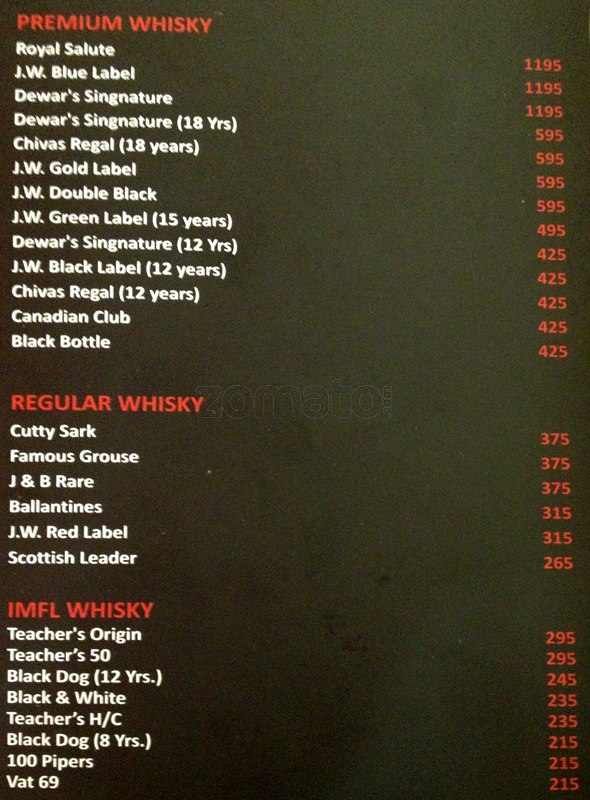 PREMIUM WHISKY
Royal Salute 1195
J.W. Blue Label 1195
Dewar's Singnature 1195
Dewar's Singnature (18 Yrs) 595
Chivas Regal (18 years) 595
J.W. Gold Label 595
J.W. Double Black 595
J.W. Green Label (15 years) 495
Dewar's Singnature (12 Yrs) 425
J.W. Black Label (12 years) 425
Chivas Regal (12 years) 425
Canadian Club 425
Black Bottle 425
zomato.com
REGULAR WHISKY
Cutty Sark 375
Famous Grouse 375
J & B Rare 375
Ballantines 315
J.W. Red Label 315
Scottish Leader 265
IMFL WHISKY
Teacher's Origin 295
Teacher’s 50 295
Black Dog (12 Yrs.) 245
Black & White 235
Teacher’s H/C 235
Black Dog (8 Yrs.) 215
100 Pipers 215
Vat 69 215